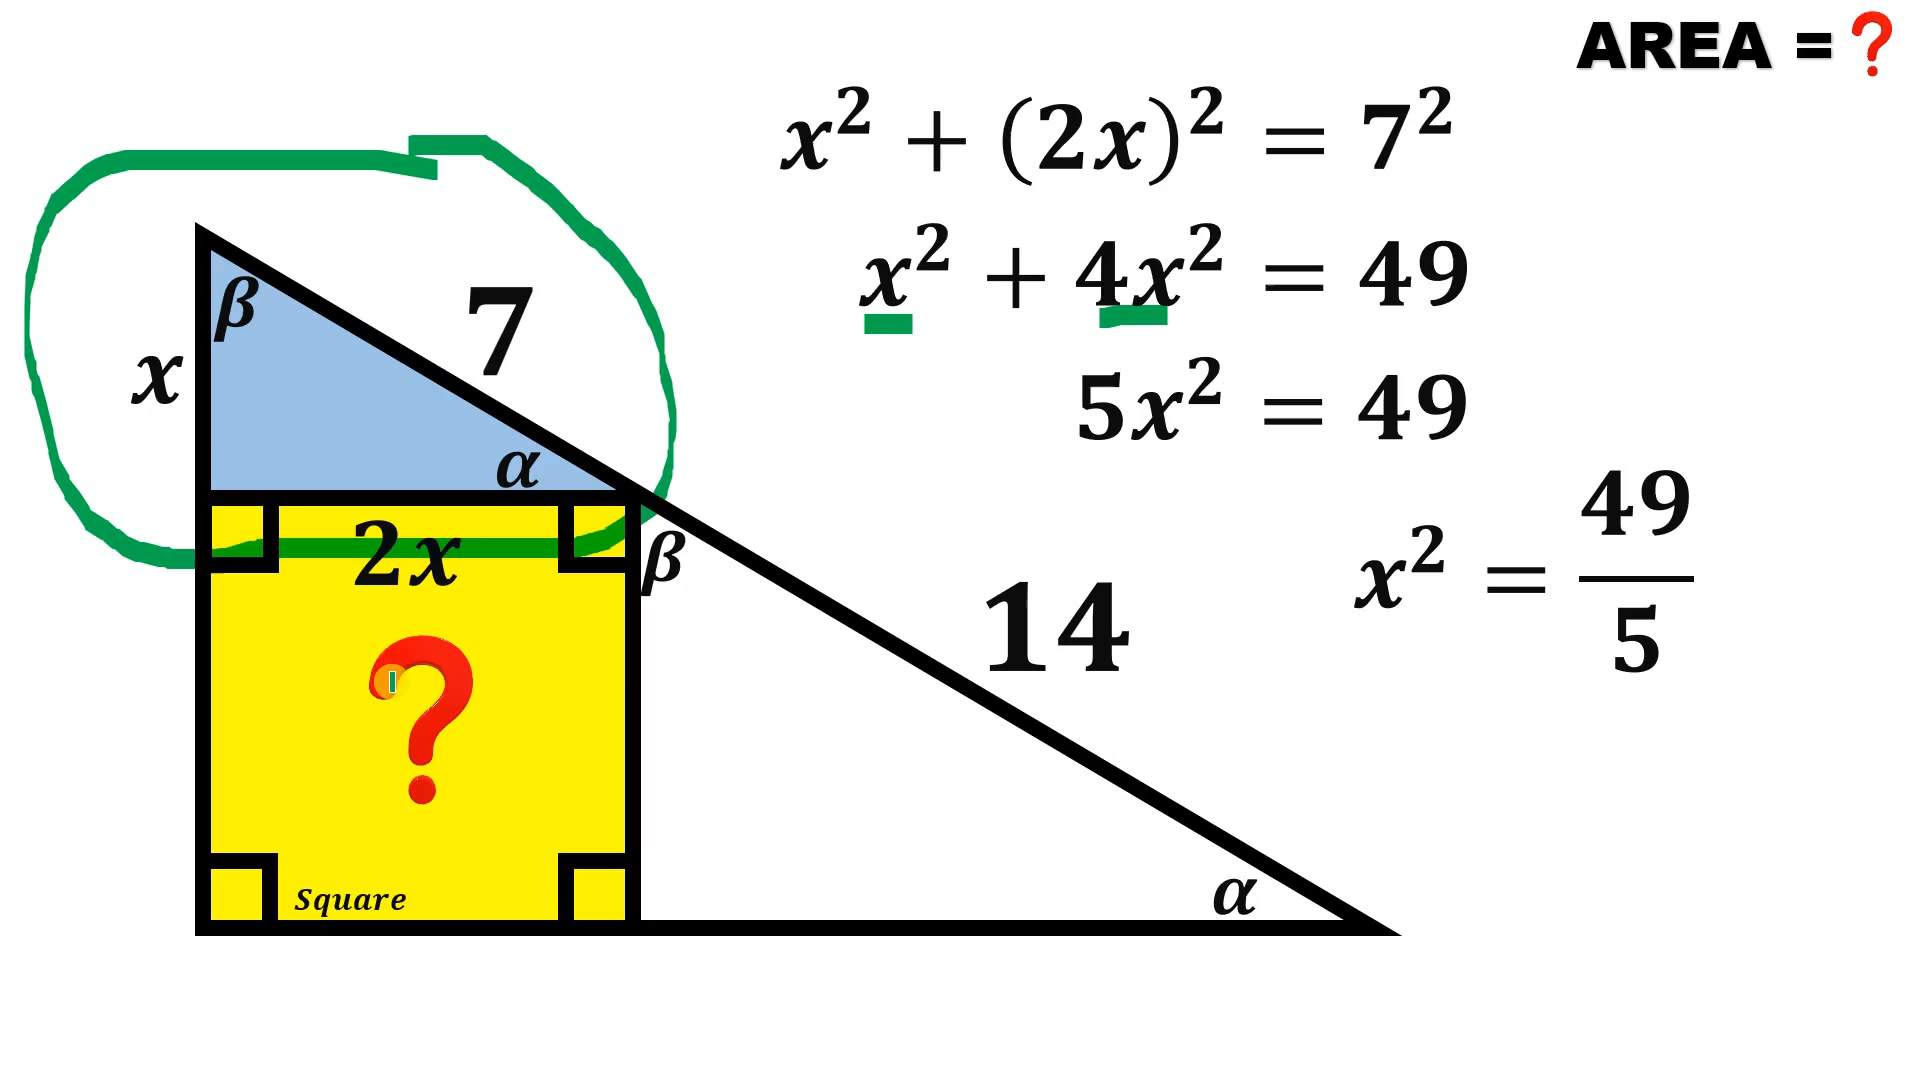 AREA = ❓
x² + (2x)² = 7²
x² + 4x² = 49
5x² = 49
x² = 49/5
β
7
x
α
2x
β
14
❓
Square
α